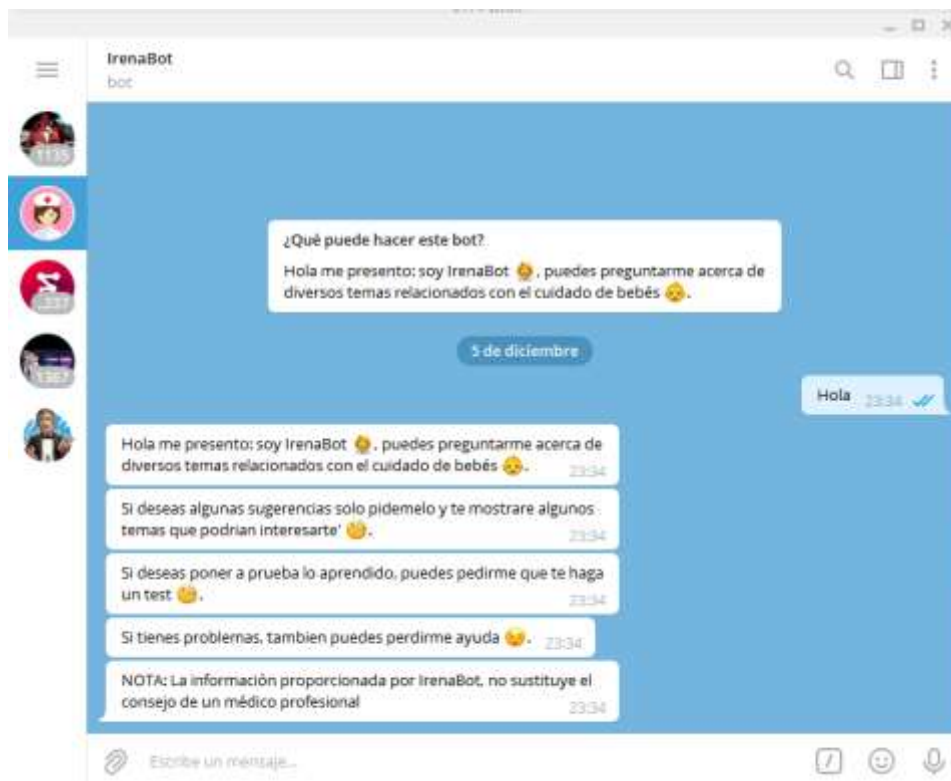 IrenaBot
bot
1135
¿Què puede hacer este bot?
Hola me presento: soy IrenaBot 👩, puedes preguntarme acerca de
diversos temas relacionados con el cuidado de bebés 👶.
5 de diciembre
Hola 23:34
Hola me presento: soy IrenaBot 👩, puedes preguntarme acerca de
diversos temas relacionados con el cuidado de bebés 👶.
23:34
Si deseas algunas sugerencias solo pidemelo y te mostrare algunos
temas que podrian interesarte'
23:34
Si deseas poner a prueba lo aprendido, puedes pedirme que te haga
un test
23:34
Si tienes problemas, tambien puedes perdirme ayuda
23:34
NOTA: La información proporcionada por IrenaBot, no sustituye el
consejo de un médico profesional
23:34
Escribe un mensaje...